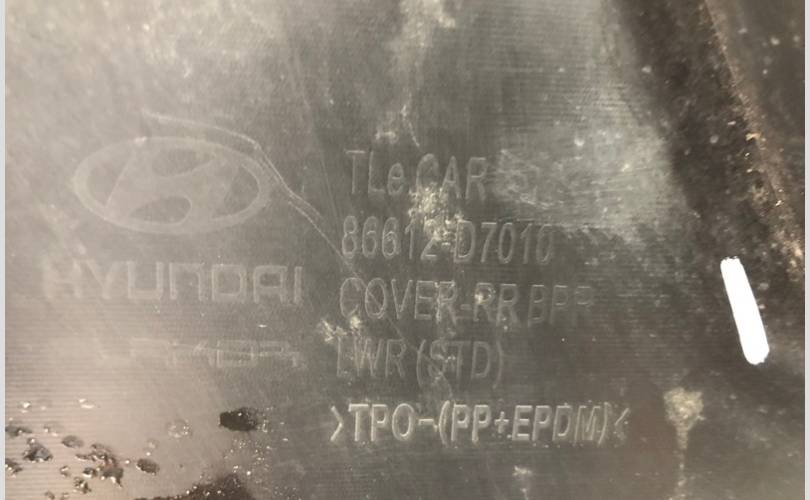 HYUNDAI
TLe CAR
86612-D7010
COVER-RR BPR
LWR (STD)
>TPO-(PP+EPDM)<